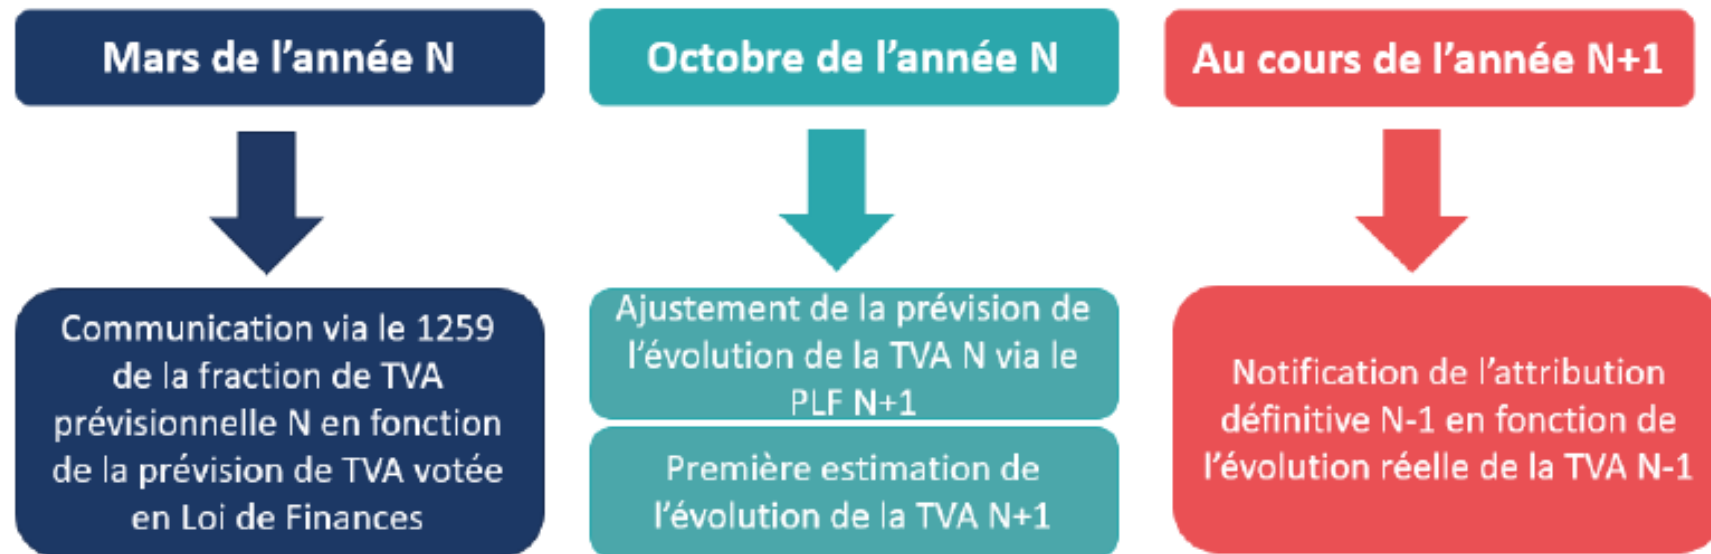 Mars de l'année N
Communication via le 1259
de la fraction de TVA
prévisionnelle N en fonction
de la prévision de TVA votée
en Loi de Finances
Octobre de l'année N
Ajustement de la prévision de
l'évolution de la TVA N via le
PLF N+1
Première estimation de
l'évolution de la TVA N+1
Au cours de l'année N+1
Notification de l'attribution
définitive N-1 en fonction de
l'évolution réelle de la TVA N-1